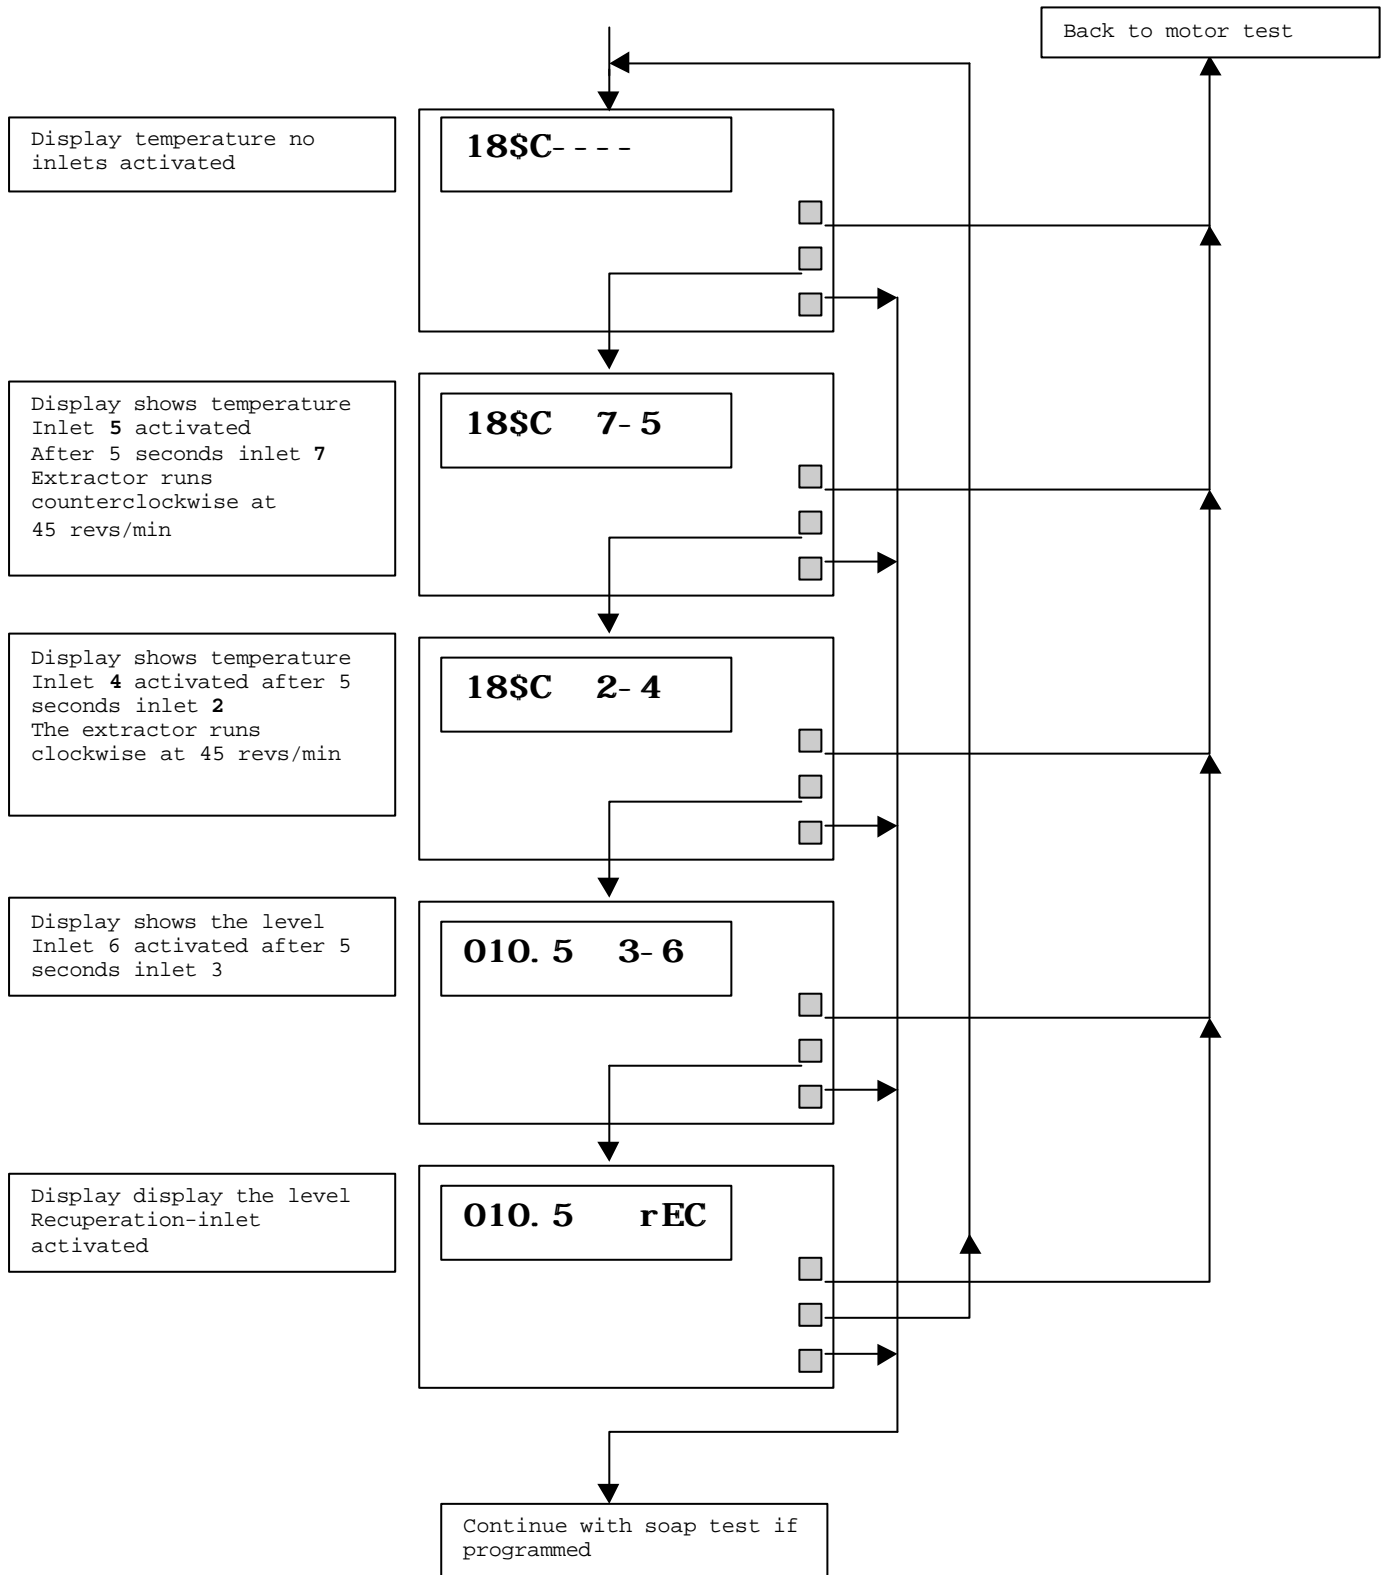 Back to motor test
Display temperature no
inlets activated
18$C- - - -
Display shows temperature
Inlet 5 activated
After 5 seconds inlet 7
Extractor runs
counterclockwise at
45 revs/min
18$C 7- 5
Display shows temperature
Inlet 4 activated after 5
seconds inlet 2
The extractor runs
clockwise at 45 revs/min
18$C 2- 4
Display shows the level
Inlet 6 activated after 5
seconds inlet 3
010. 5 3- 6
Display display the level
Recuperation-inlet
activated
010. 5 rEC
Continue with soap test if
programmed